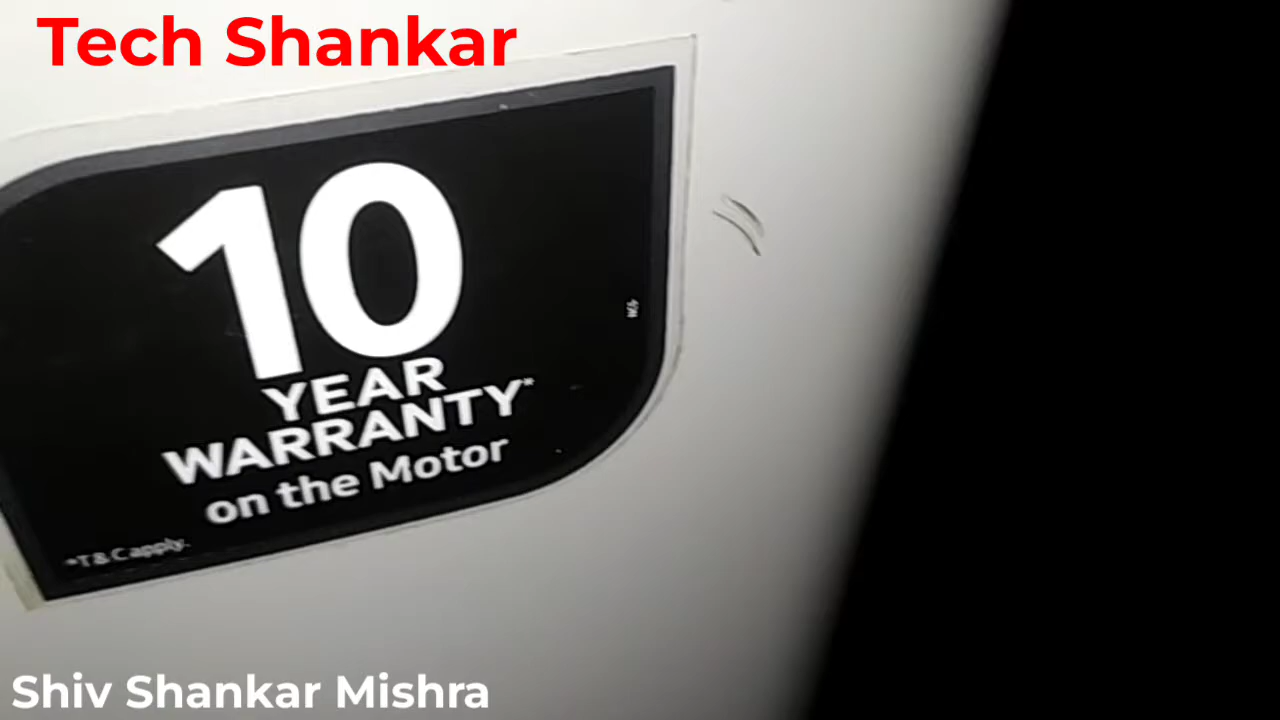 Tech Shankar
10
YEAR
WARRANTY*
on the Motor
*T&C apply.
Shiv Shankar Mishra